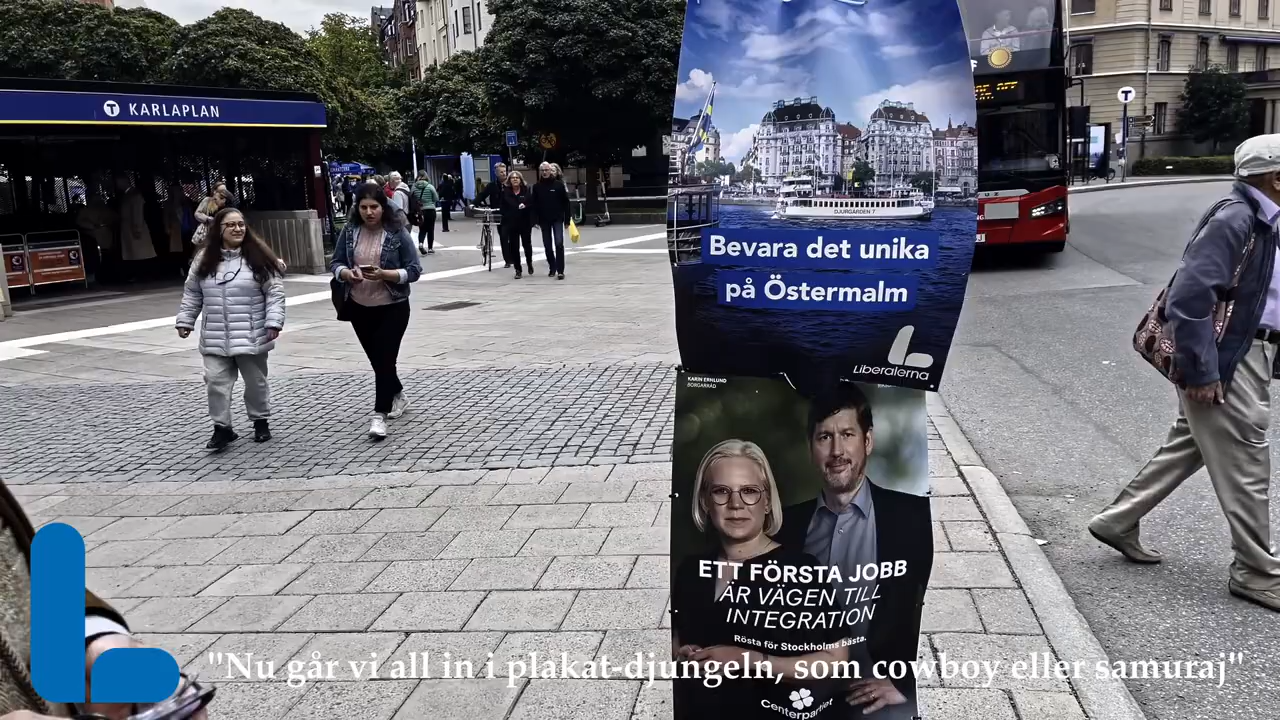 T KARLAPLAN
T
Bevara det unika
på Östermalm
DJURGÅRDEN 7
Liberalerna
KARIN ERNLUND
BORGARRÅD
ETT FÖRSTA JOBB
ÄR VÄGEN TILL
INTEGRATION
Rösta för Stockholms bästa.
Centerpartiet
"Nu går vi all in i plakat-djungeln, som cowboy eller samuraj"